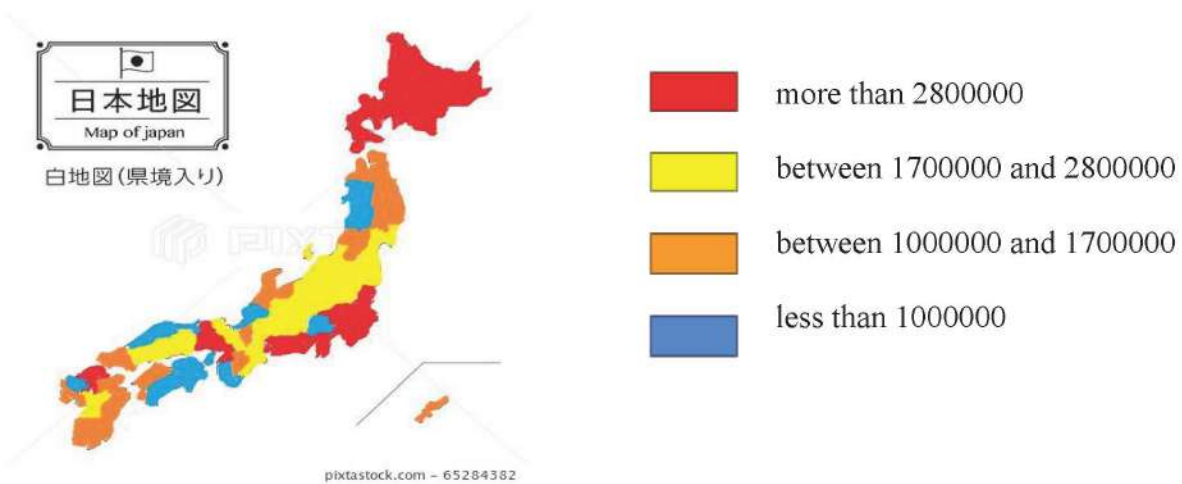 日本地図
Map of japan
白地図(県境入り)
PIXTA
pixtastock.com – 65284382
more than 2800000
between 1700000 and 2800000
between 1000000 and 1700000
less than 1000000